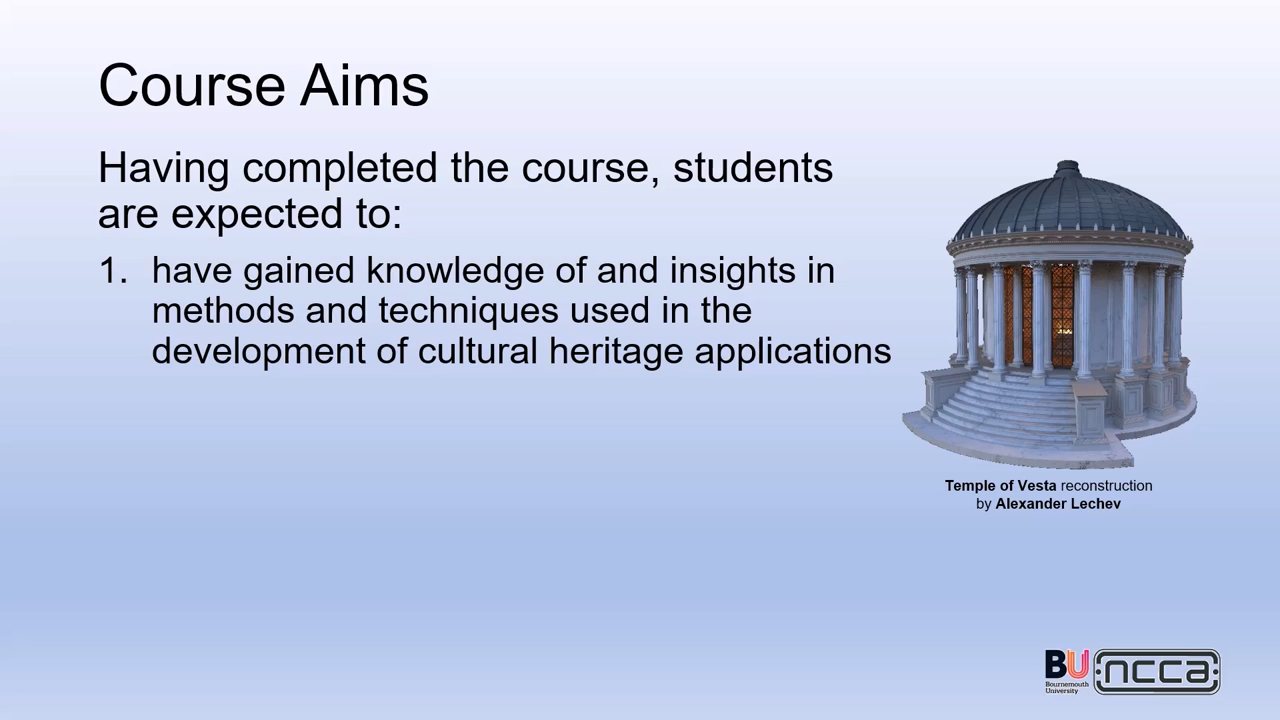 Course Aims
Having completed the course, students
are expected to:
1. have gained knowledge of and insights in
methods and techniques used in the
development of cultural heritage applications
Temple of Vesta reconstruction
by Alexander Lechev
BU
Bournemouth
University
ncca